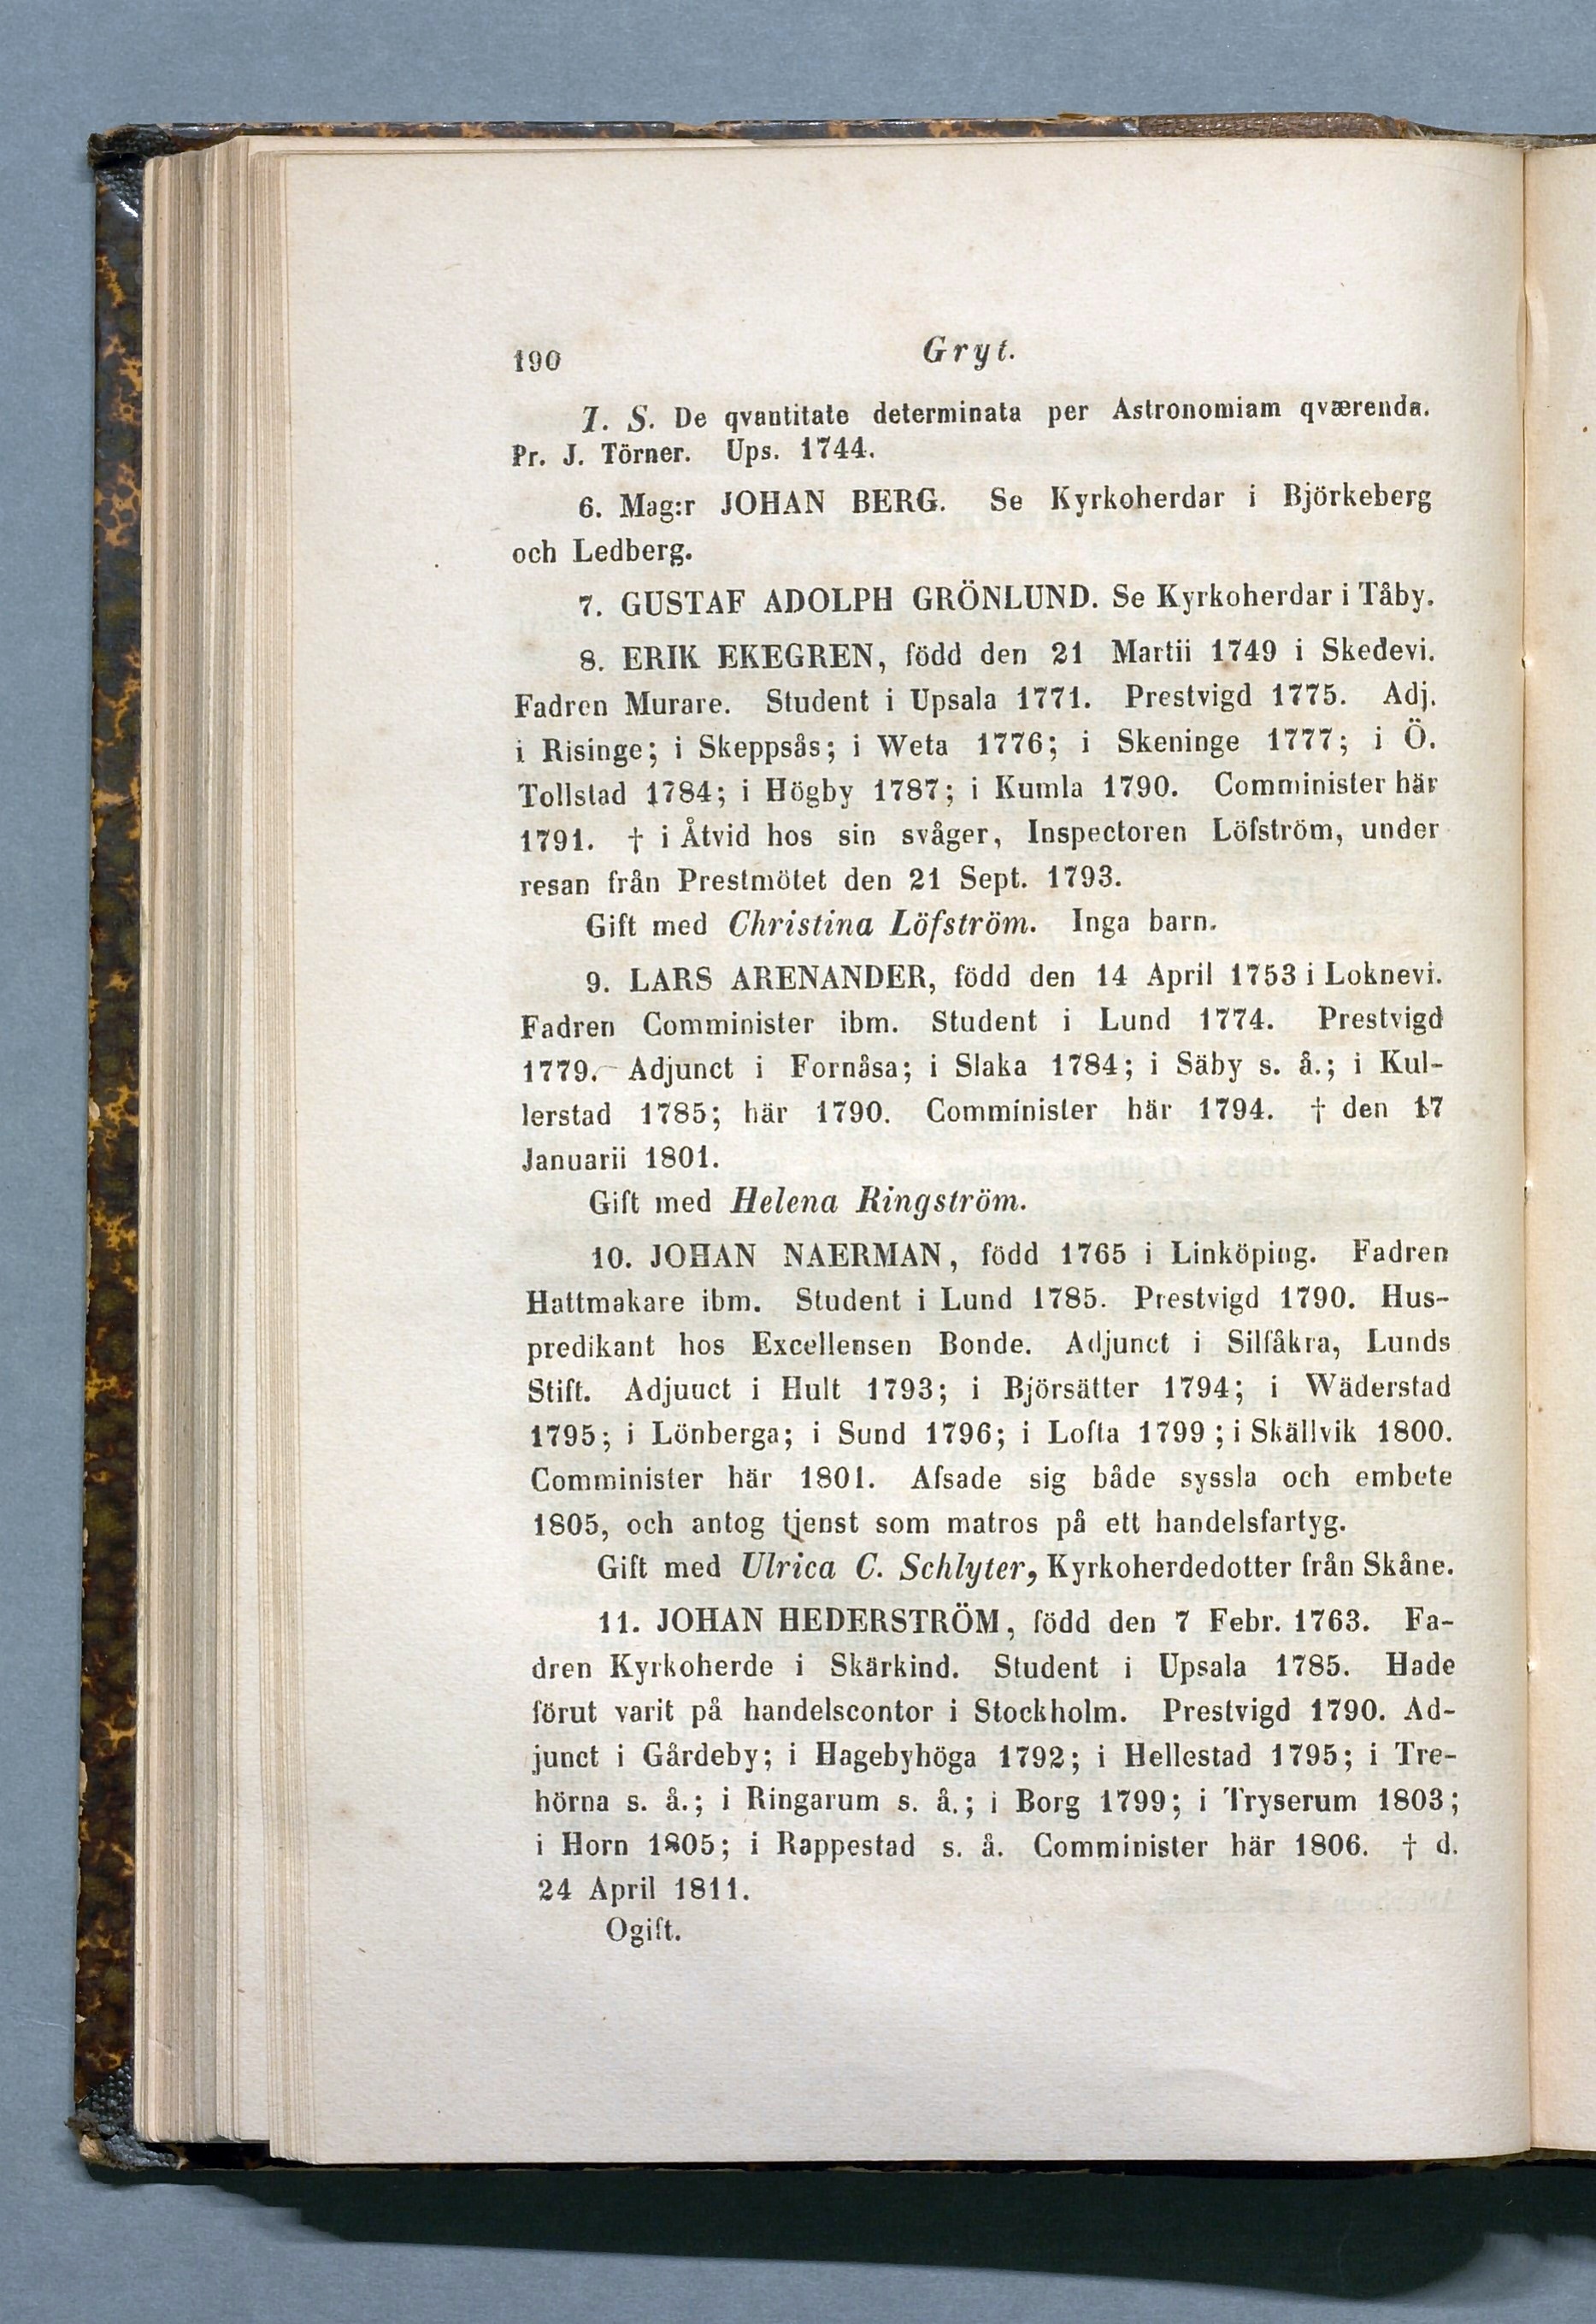 190
Gryt.
I. S. De qvantitate determinata per Astronomiam qværenda.
Pr. J. Törner. Ups. 1744.
6. Mag:r JOHAN BERG. Se Kyrkoherdar i Björkeberg
och Ledberg.
7. GUSTAF ADOLPH GRÖNLUND. Se Kyrkoherdar i Tåby.
8. ERIK EKEGREN, född den 21 Martii 1749 i Skedevi.
Fadren Murare. Student i Upsala 1771. Prestvigd 1775. Adj.
i Risinge; i Skeppsås; i Weta 1776; i Skeninge 1777; i Ö.
Tollstad 1784; i Högby 1787; i Kumla 1790. Comminister här
1791. † i Åtvid hos sin svåger, Inspectoren Löfström, under
resan från Prestmötet den 21 Sept. 1793.
Gift med Christina Löfström. Inga barn.
9. LARS ARENANDER, född den 14 April 1753 i Loknevi.
Fadren Comminister ibm. Student i Lund 1774. Prestvigd
1779. Adjunct i Fornåsa; i Slaka 1784; i Säby s. å.; i Kul-
lerstad 1785; här 1790. Comminister här 1794. † den 17
Januarii 1801.
Gift med Helena Ringström.
10. JOHAN NAERMAN, född 1765 i Linköping. Fadren
Hattmakare ibm. Student i Lund 1785. Prestvigd 1790. Hus-
predikant hos Excellensen Bonde. Adjunct i Silfåkra, Lunds
Stift. Adjunct i Hult 1793; i Björsätter 1794; i Wäderstad
1795; i Lönberga; i Sund 1796; i Lofta 1799; i Skällvik 1800.
Comminister här 1801. Afsade sig både syssla och embete
1805, och antog tjenst som matros på ett handelsfartyg.
Gift med Ulrica C. Schlyter, Kyrkoherdedotter från Skåne.
11. JOHAN HEDERSTRÖM, född den 7 Febr. 1763. Fa-
dren Kyrkoherde i Skärkind. Student i Upsala 1785. Hade
förut varit på handelscontor i Stockholm. Prestvigd 1790. Ad-
junct i Gårdeby; i Hagebyhöga 1792; i Hellestad 1795; i Tre-
hörna s. å.; i Ringarum s. å.; i Borg 1799; i Tryserum 1803;
i Horn 1805; i Rappestad s. å. Comminister här 1806. † d.
24 April 1811.
Ogift.